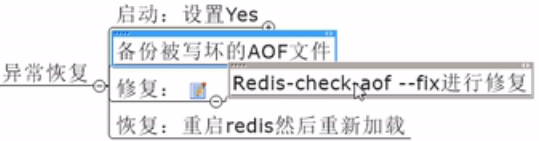 启动：设置Yes
备份被写坏的AOF文件
异常恢复
修复：
Redis-check-aof --fix进行修复
恢复：重启redis然后重新加载